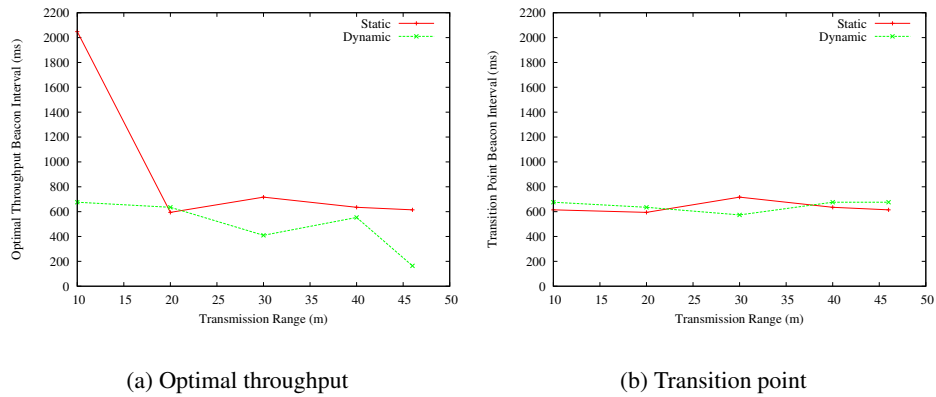 2200
2000
1800
1600
1400
1200
1000
800
600
400
200
0
10 15 20 25 30 35 40 45 50
Optimal Throughput Beacon Interval (ms)
Transmission Range (m)
Static
Dynamic
(a) Optimal throughput
2200
2000
1800
1600
1400
1200
1000
800
600
400
200
0
10 15 20 25 30 35 40 45 50
Transition Point Beacon Interval (ms)
Transmission Range (m)
Static
Dynamic
(b) Transition point